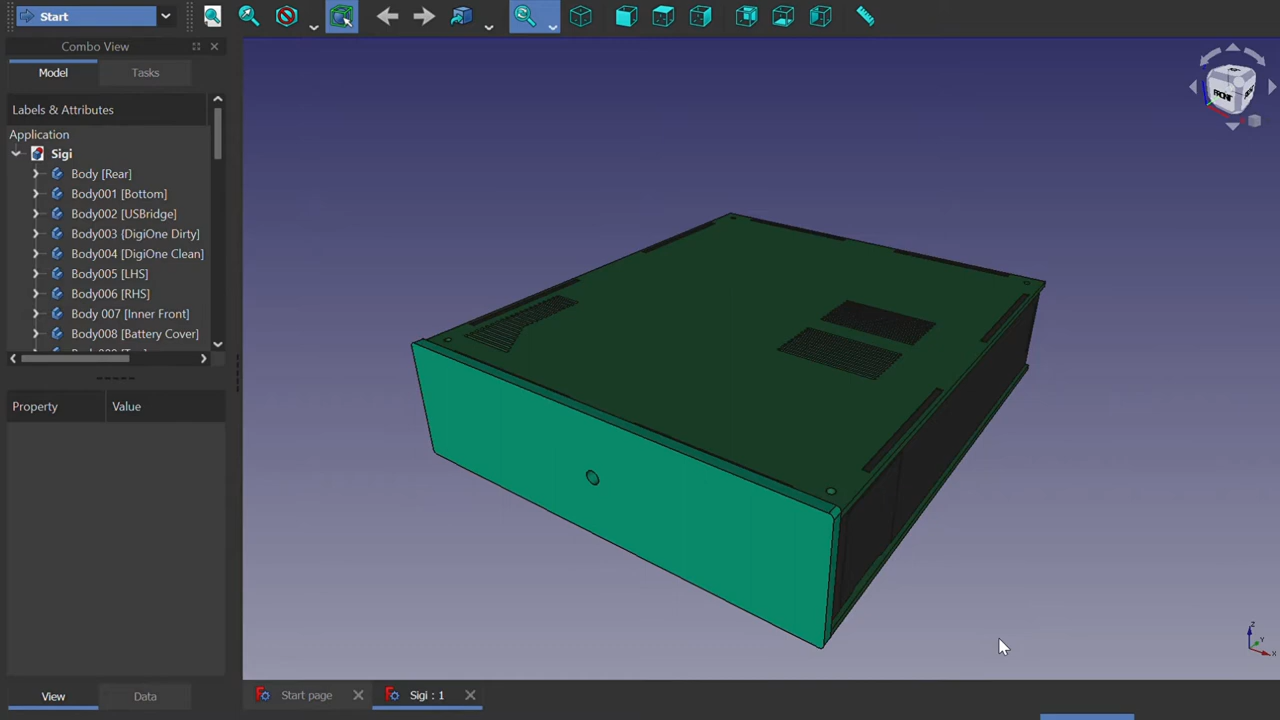 Start
Combo View
Model
Tasks
Labels & Attributes
Application
Sigi
Body [Rear]
Body001 [Bottom]
Body002 [USBridge]
Body003 [DigiOne Dirty]
Body004 [DigiOne Clean]
Body005 [LHS]
Body006 [RHS]
Body 007 [Inner Front]
Body008 [Battery Cover]
Property
Value
View
Data
Start page
Sigi : 1
FRONT
Z
Y
X